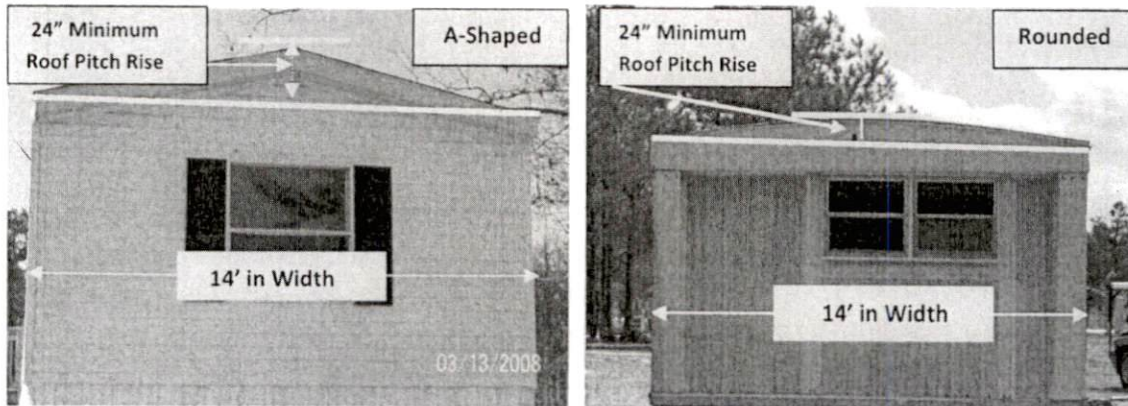 24” Minimum
Roof Pitch Rise
A-Shaped
14’ in Width
03/13/2008
24” Minimum
Roof Pitch Rise
Rounded
14’ in Width